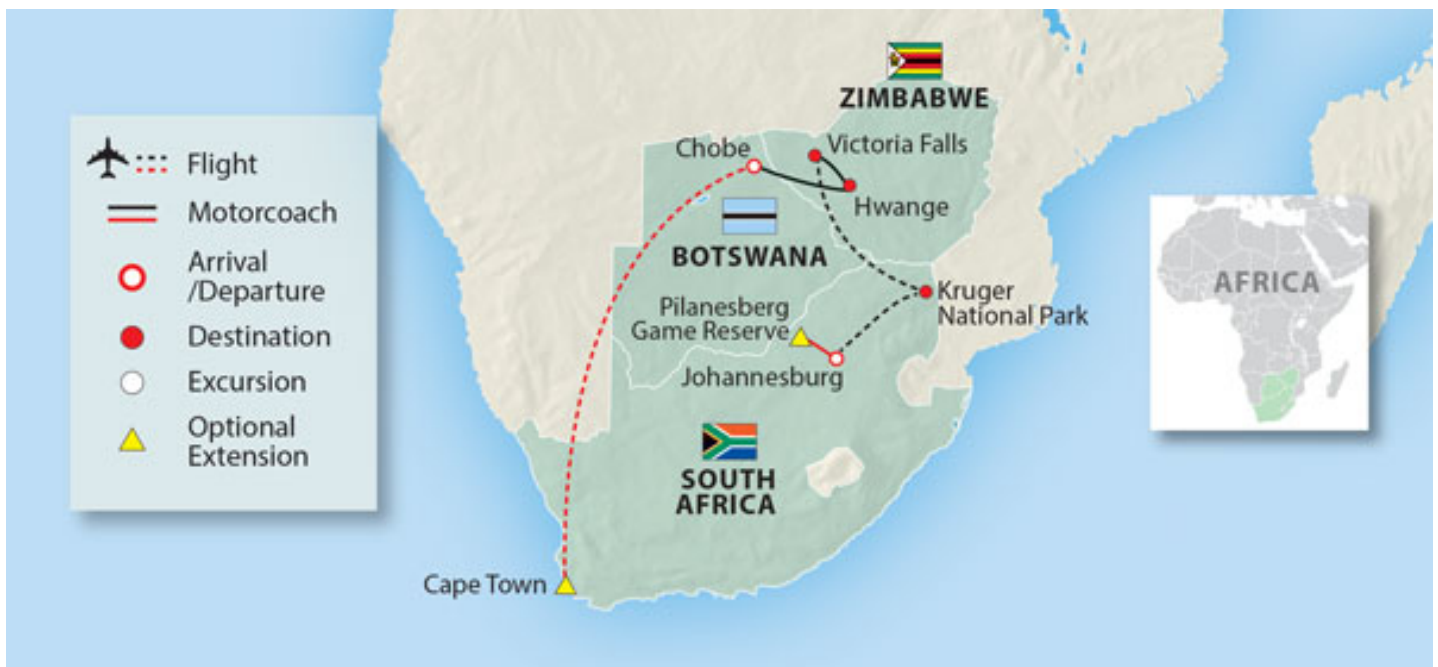 Flight
Motorcoach
Arrival
/Departure
Destination
Excursion
Optional
Extension
ZIMBABWE
Victoria Falls
Chobe
Hwange
BOTSWANA
Kruger
National Park
Pilanesberg
Game Reserve
Johannesburg
SOUTH
AFRICA
Cape Town
AFRICA